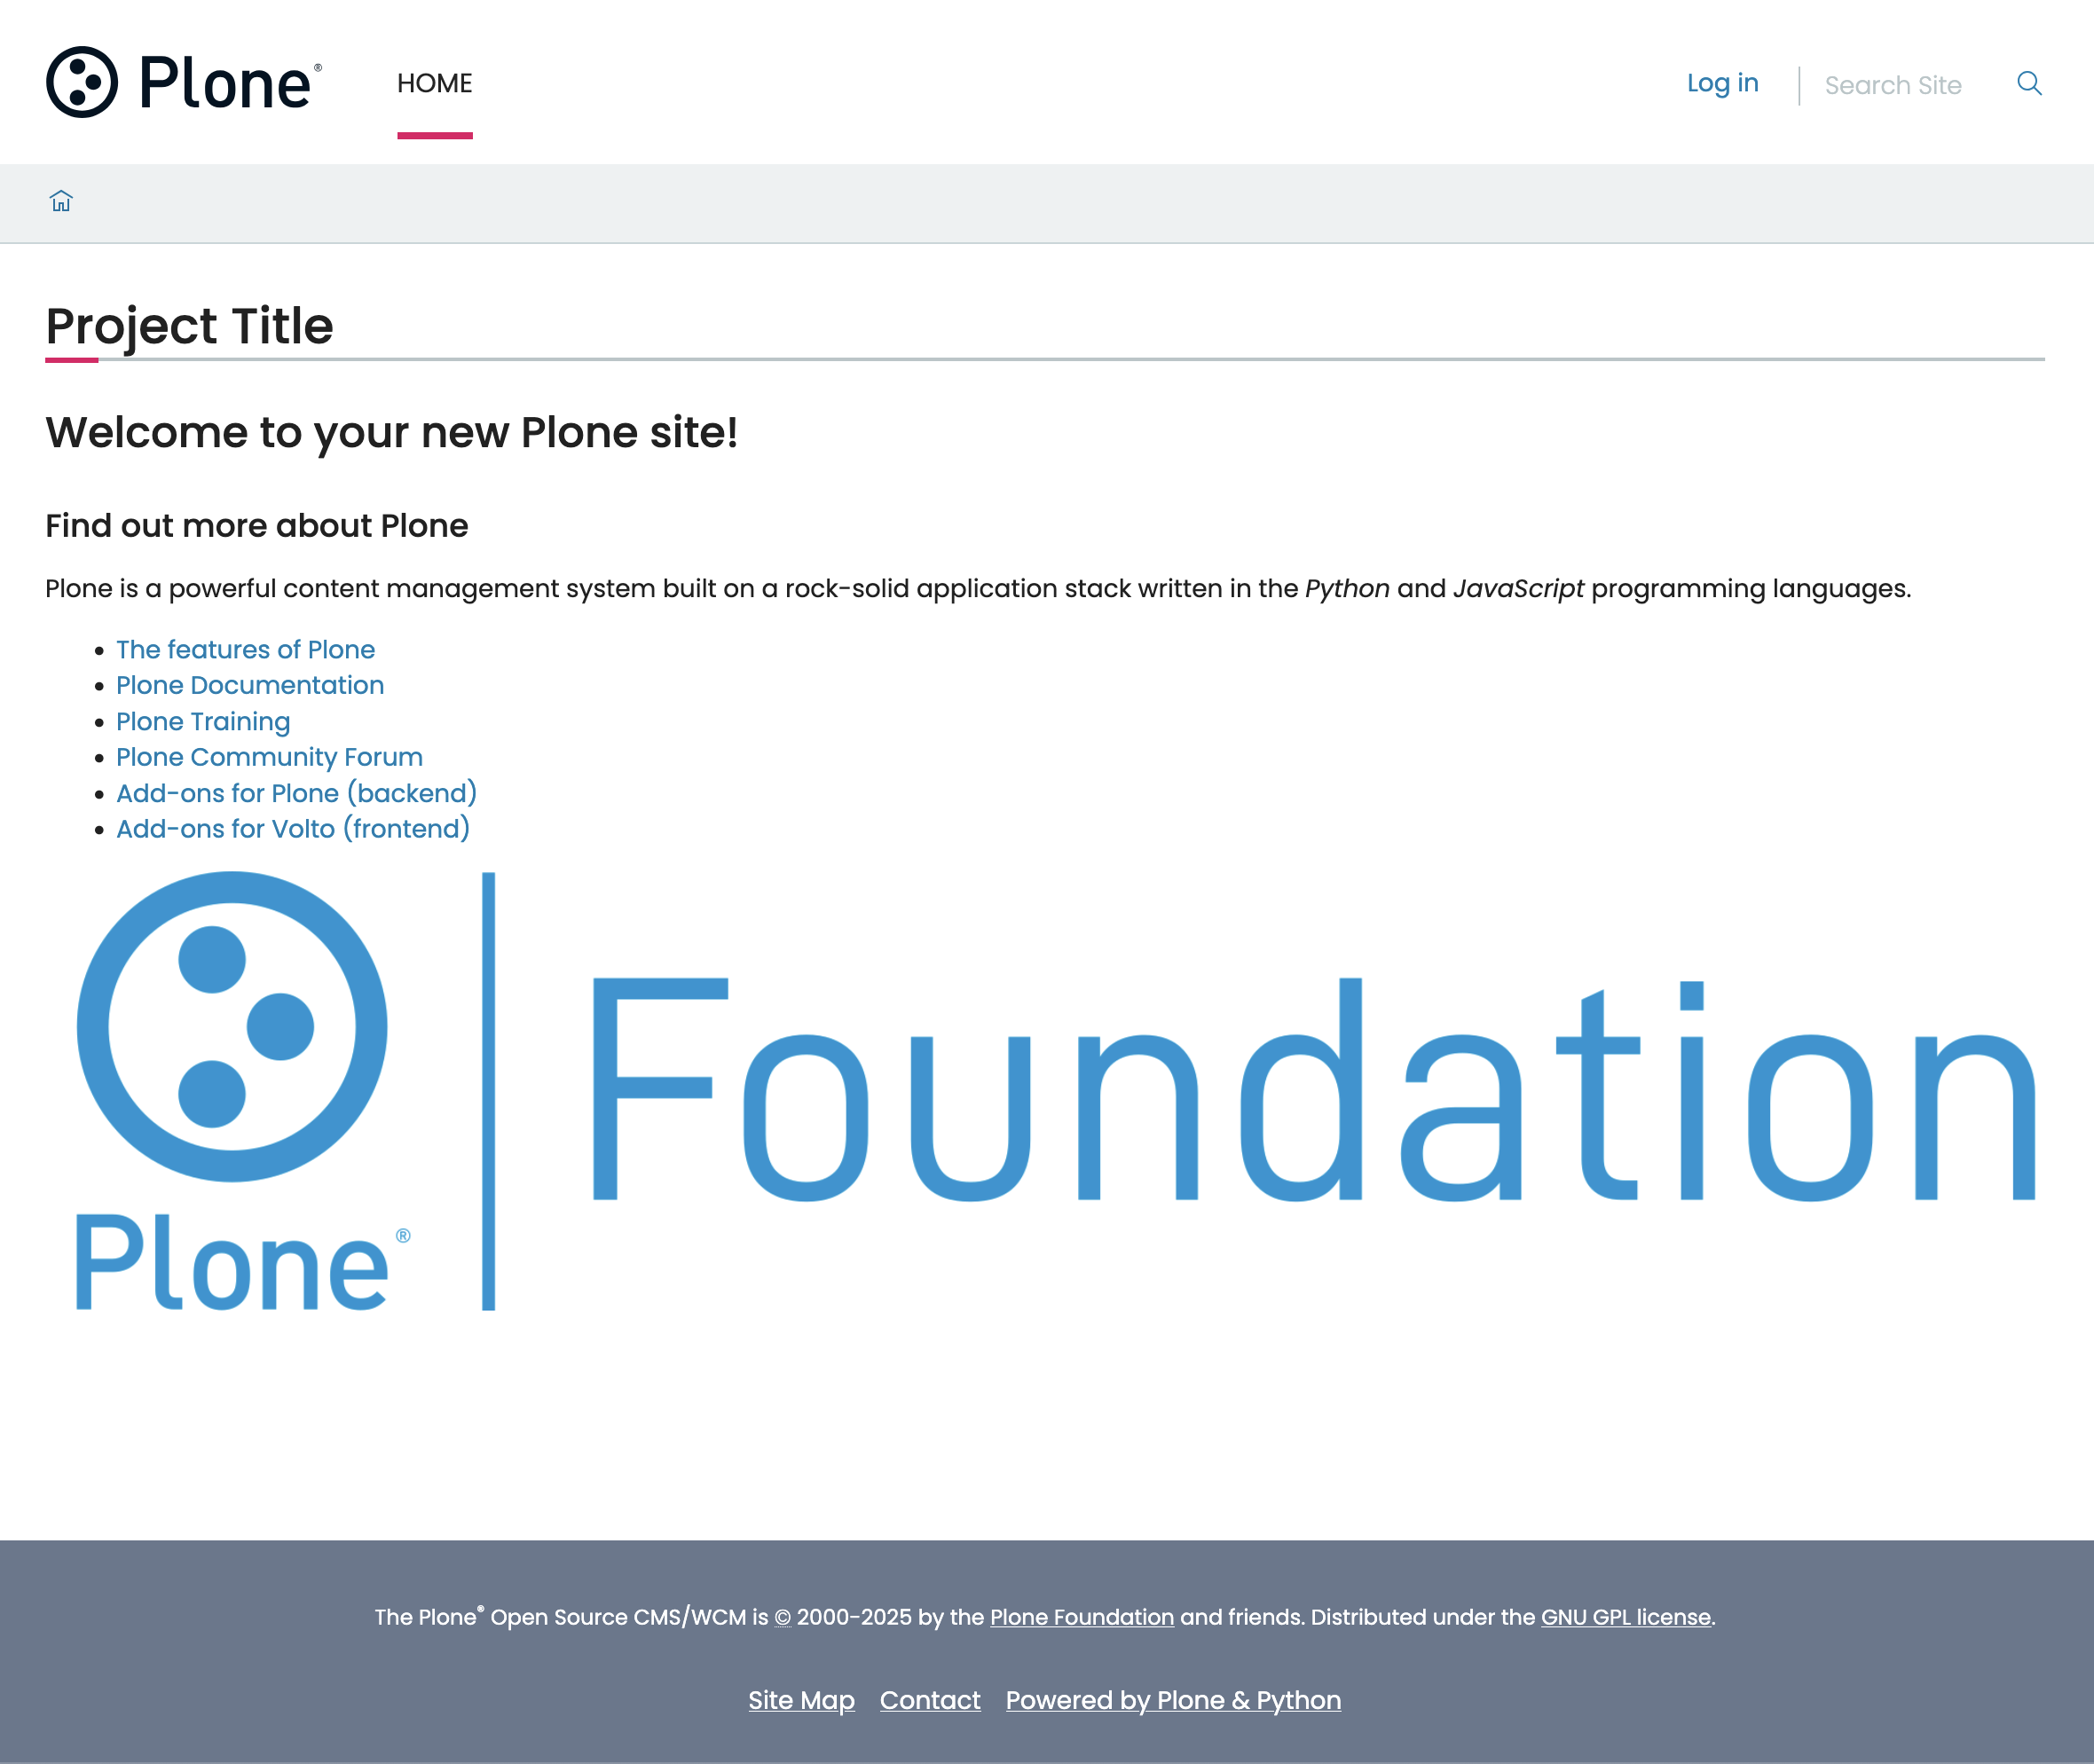 Plone®
HOME
Log in
Search Site
Project Title
Welcome to your new Plone site!
Find out more about Plone
Plone is a powerful content management system built on a rock-solid application stack written in the Python and JavaScript programming languages.
The features of Plone
Plone Documentation
Plone Training
Plone Community Forum
Add-ons for Plone (backend)
Add-ons for Volto (frontend)
Plone®
Foundation
The Plone® Open Source CMS/WCM is © 2000-2025 by the Plone Foundation and friends. Distributed under the GNU GPL license.
Site Map Contact Powered by Plone & Python